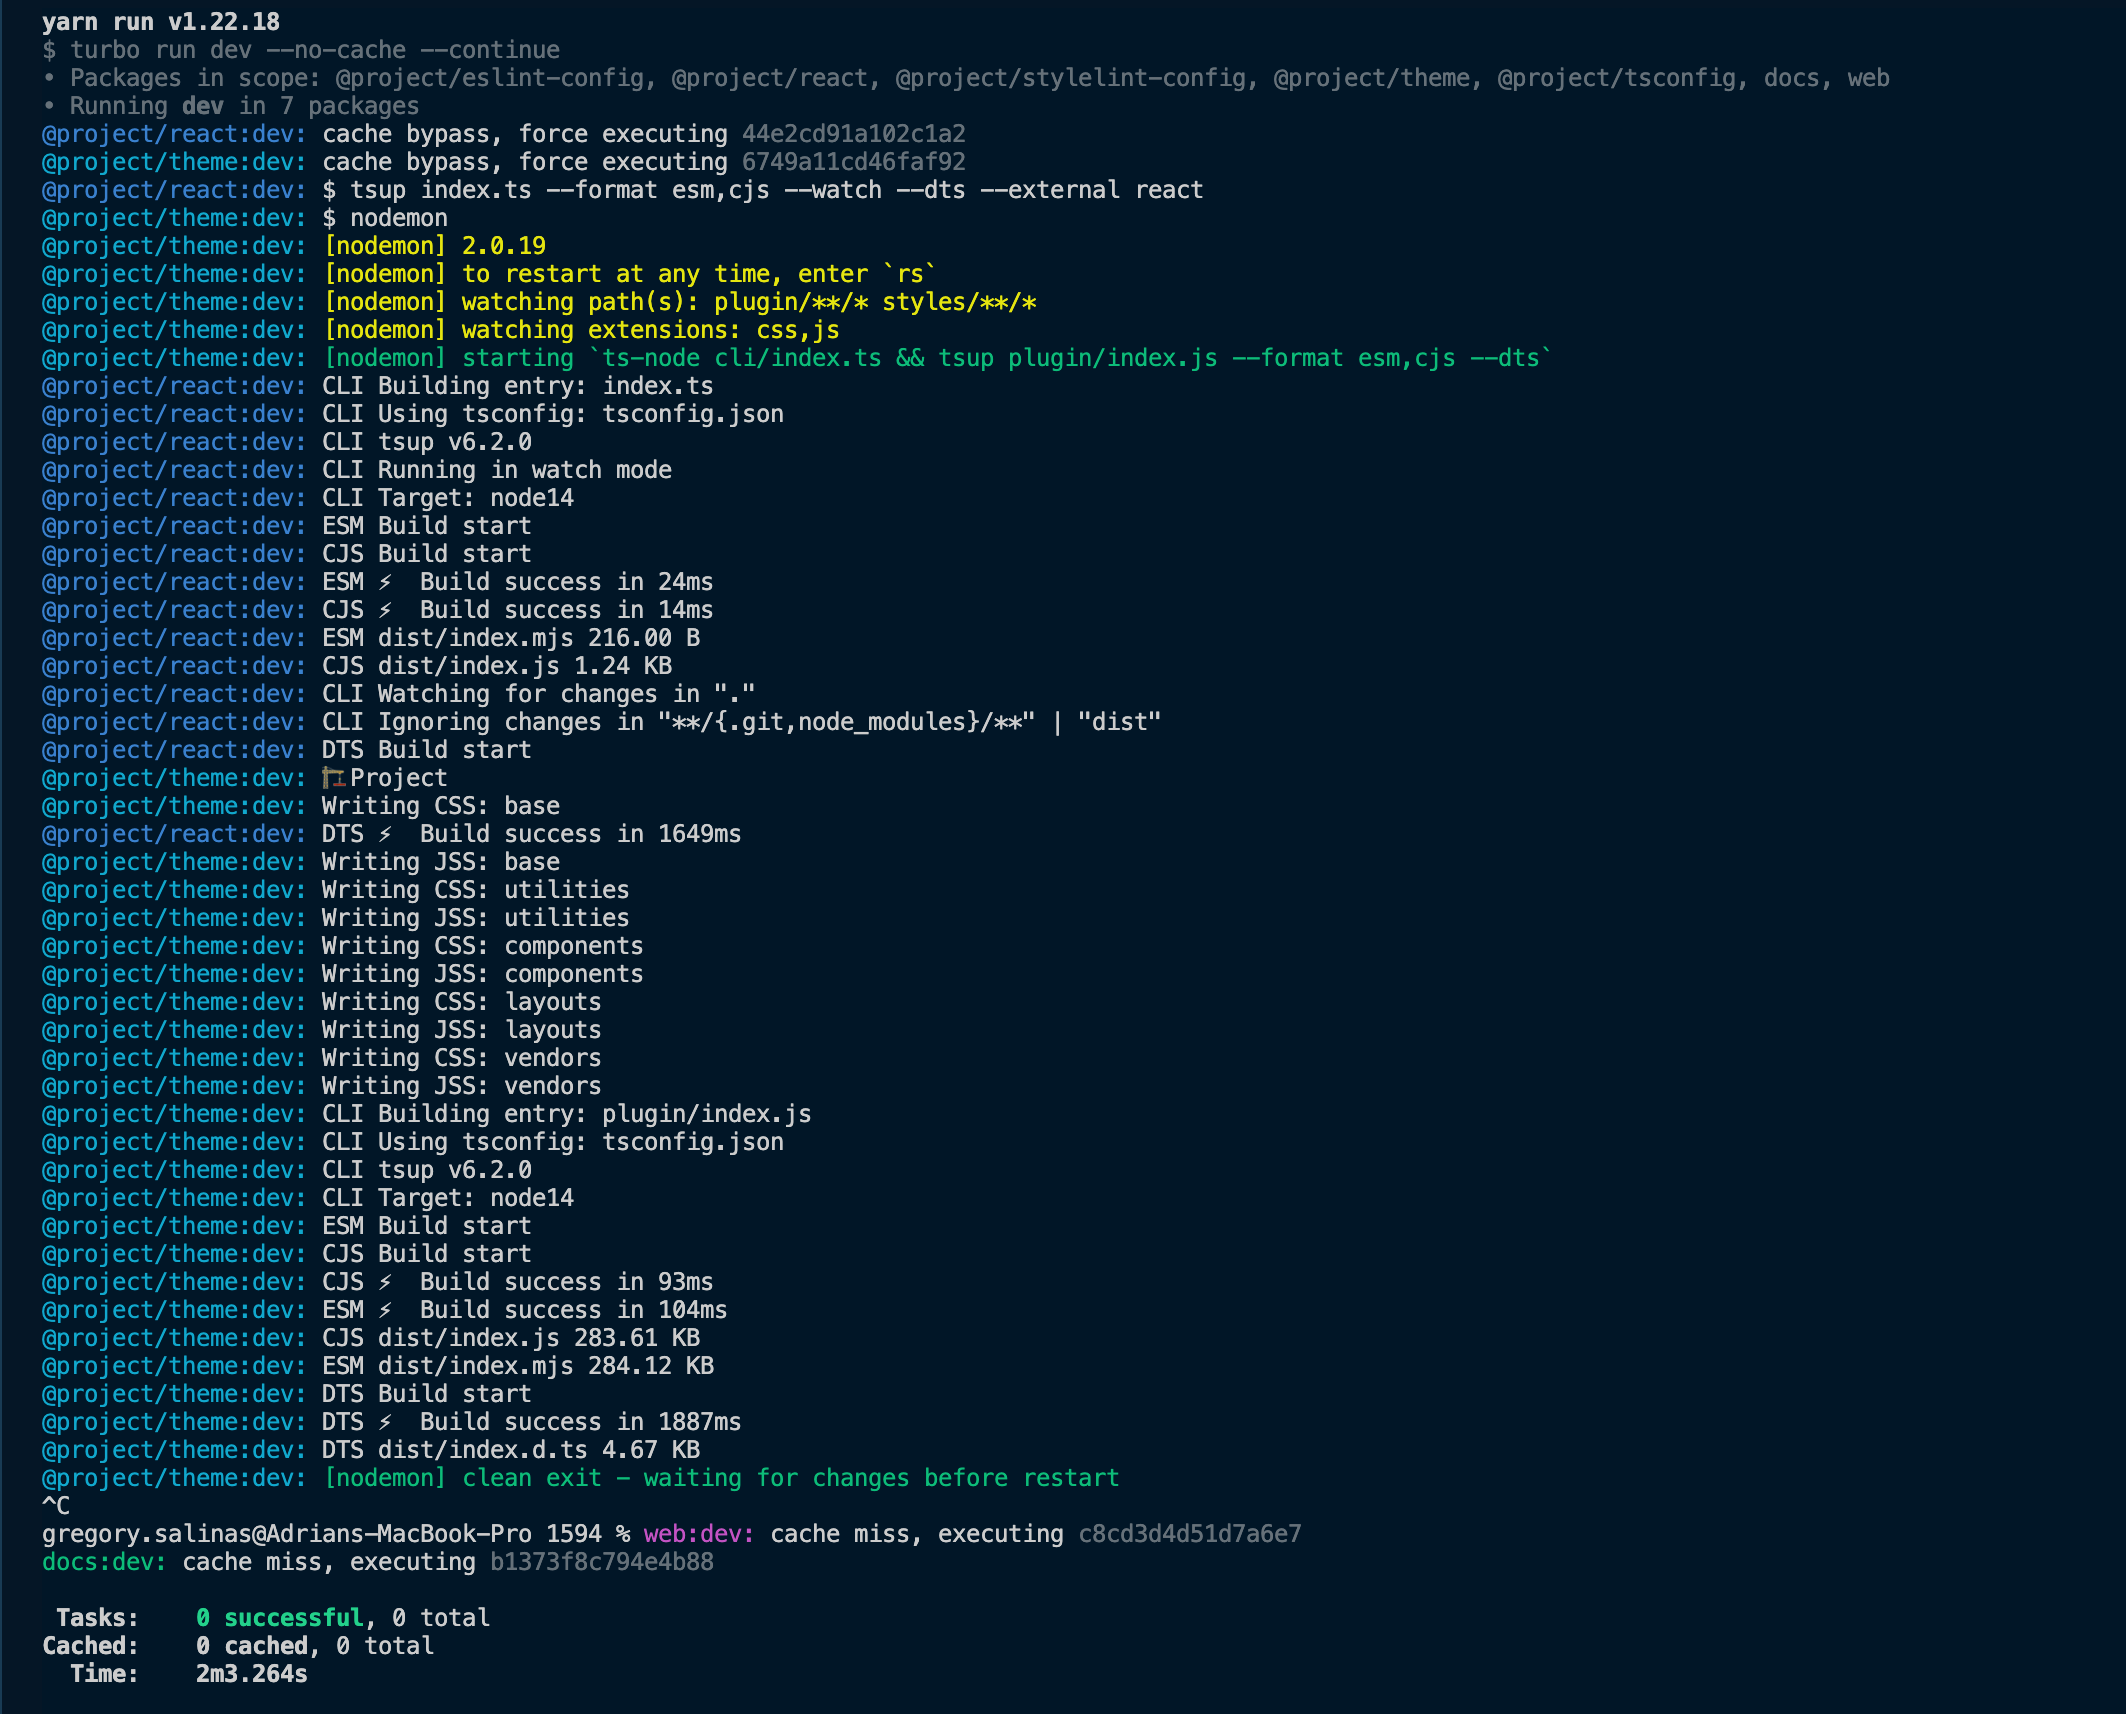 yarn run v1.22.18
$ turbo run dev --no-cache --continue
• Packages in scope: @project/eslint-config, @project/react, @project/stylelint-config, @project/theme, @project/tsconfig, docs, web
• Running dev in 7 packages
@project/react:dev: cache bypass, force executing 44e2cd91a102c1a2
@project/theme:dev: cache bypass, force executing 6749a11cd46faf92
@project/react:dev: $ tsup index.ts --format esm,cjs --watch --dts --external react
@project/theme:dev: $ nodemon
@project/theme:dev: [nodemon] 2.0.19
@project/theme:dev: [nodemon] to restart at any time, enter `rs`
@project/theme:dev: [nodemon] watching path(s): plugin/**/* styles/**/*
@project/theme:dev: [nodemon] watching extensions: css,js
@project/theme:dev: [nodemon] starting `ts-node cli/index.ts && tsup plugin/index.js --format esm,cjs --dts`
@project/react:dev: CLI Building entry: index.ts
@project/react:dev: CLI Using tsconfig: tsconfig.json
@project/react:dev: CLI tsup v6.2.0
@project/react:dev: CLI Running in watch mode
@project/react:dev: CLI Target: node14
@project/react:dev: ESM Build start
@project/react:dev: CJS Build start
@project/react:dev: ESM ⚡ Build success in 24ms
@project/react:dev: CJS ⚡ Build success in 14ms
@project/react:dev: ESM dist/index.mjs 216.00 B
@project/react:dev: CJS dist/index.js 1.24 KB
@project/react:dev: CLI Watching for changes in "."
@project/react:dev: CLI Ignoring changes in "**/{.git,node_modules}/**" | "dist"
@project/react:dev: DTS Build start
@project/theme:dev: 🏗Project
@project/theme:dev: Writing CSS: base
@project/react:dev: DTS ⚡ Build success in 1649ms
@project/theme:dev: Writing JSS: base
@project/theme:dev: Writing CSS: utilities
@project/theme:dev: Writing JSS: utilities
@project/theme:dev: Writing CSS: components
@project/theme:dev: Writing JSS: components
@project/theme:dev: Writing CSS: layouts
@project/theme:dev: Writing JSS: layouts
@project/theme:dev: Writing CSS: vendors
@project/theme:dev: Writing JSS: vendors
@project/theme:dev: CLI Building entry: plugin/index.js
@project/theme:dev: CLI Using tsconfig: tsconfig.json
@project/theme:dev: CLI tsup v6.2.0
@project/theme:dev: CLI Target: node14
@project/theme:dev: ESM Build start
@project/theme:dev: CJS Build start
@project/theme:dev: CJS ⚡ Build success in 93ms
@project/theme:dev: ESM ⚡ Build success in 104ms
@project/theme:dev: CJS dist/index.js 283.61 KB
@project/theme:dev: ESM dist/index.mjs 284.12 KB
@project/theme:dev: DTS Build start
@project/theme:dev: DTS ⚡ Build success in 1887ms
@project/theme:dev: DTS dist/index.d.ts 4.67 KB
@project/theme:dev: [nodemon] clean exit - waiting for changes before restart
^C
gregory.salinas@Adrians-MacBook-Pro 1594 % web:dev: cache miss, executing c8cd3d4d51d7a6e7
docs:dev: cache miss, executing b1373f8c794e4b88
Tasks: 0 successful, 0 total
Cached: 0 cached, 0 total
Time: 2m3.264s